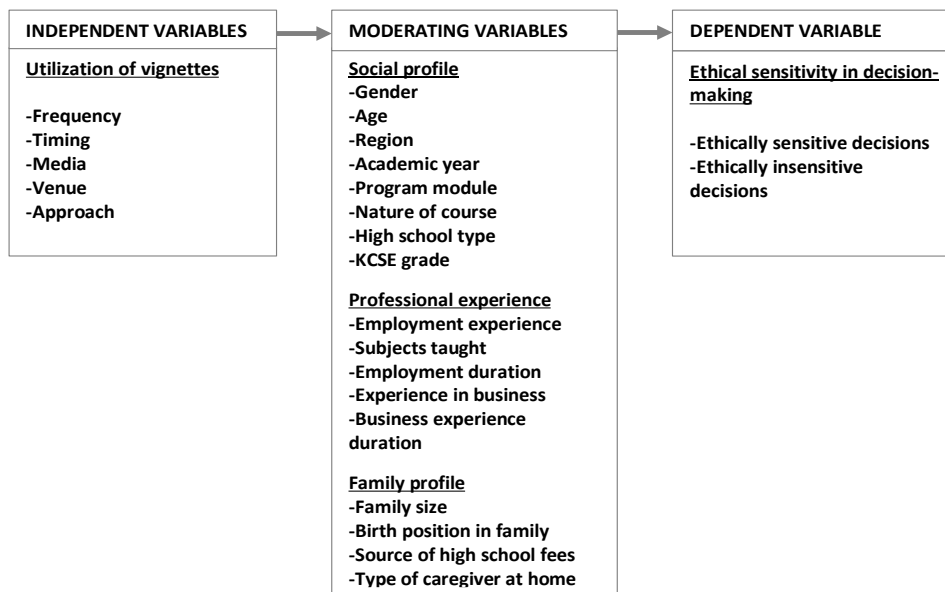 INDEPENDENT VARIABLES
Utilization of vignettes
-Frequency
-Timing
-Media
-Venue
-Approach
MODERATING VARIABLES
Social profile
-Gender
-Age
-Region
-Academic year
-Program module
-Nature of course
-High school type
-KCSE grade
Professional experience
-Employment experience
-Subjects taught
-Employment duration
-Experience in business
-Business experience
duration
Family profile
-Family size
-Birth position in family
-Source of high school fees
-Type of caregiver at home
DEPENDENT VARIABLE
Ethical sensitivity in decision-
making
-Ethically sensitive decisions
-Ethically insensitive
decisions